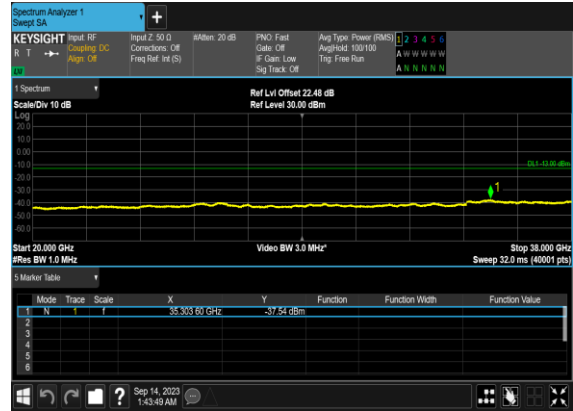 Spectrum Analyzer 1
Swept SA
+
KEYSIGHT Input: RF Input Z: 50 Ω #Atten: 20 dB PNO: Fast Avg Type: Power (RMS) 1 2 3 4 5 6
R T Coupling: DC Corrections: Off Gate: Off Avg|Hold: 100/100 A W W W W W
Align: Off Freq Ref: Int (S) IF Gain: Low Trig: Free Run
Sig Track: Off A N N N N N
1 Spectrum
Scale/Div 10 dB
Ref Lvl Offset 22.48 dB
Ref Level 30.00 dBm
Log
20.0
10.0
0.00
-10.0
DL1 -13.00 dBm
-20.0
-30.0
1
-40.0
-50.0
-60.0
Start 20.000 GHz Video BW 3.0 MHz* Stop 38.000 GHz
#Res BW 1.0 MHz Sweep 32.0 ms (40001 pts)
5 Marker Table
Mode Trace Scale X Y Function Function Width Function Value
1 N 1 f 35.303 60 GHz -37.54 dBm
2
3
4
5
6
?
Sep 14, 2023
1:43:49 AM